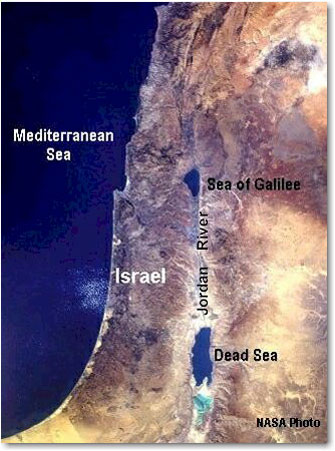 Mediterranean
Sea
Sea of Galilee
Jordan River
Israel
Dead Sea
NASA Photo